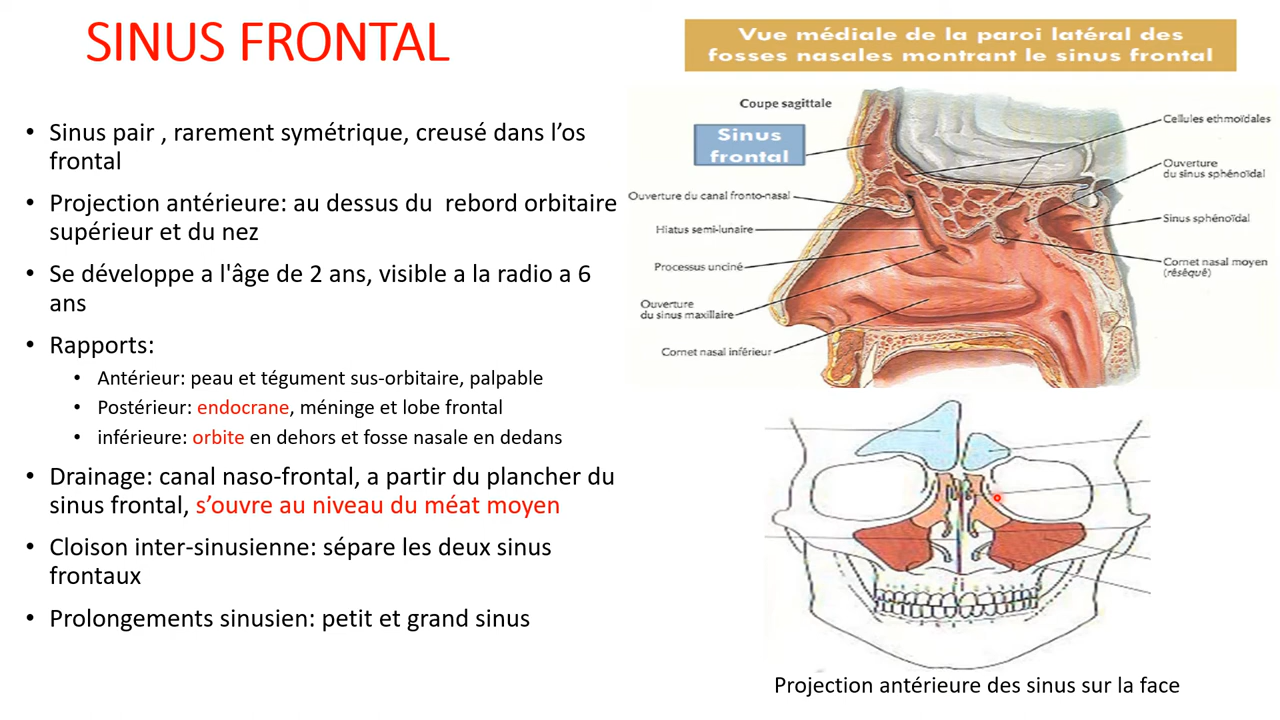 SINUS FRONTAL
• Sinus pair , rarement symétrique, creusé dans l’os
frontal
• Projection antérieure: au dessus du rebord orbitaire
supérieur et du nez
• Se développe a l'âge de 2 ans, visible a la radio a 6
ans
• Rapports:
• Antérieur: peau et tégument sus-orbitaire, palpable
• Postérieur: endocrane, méninge et lobe frontal
• inférieure: orbite en dehors et fosse nasale en dedans
• Drainage: canal naso-frontal, a partir du plancher du
sinus frontal, s’ouvre au niveau du méat moyen
• Cloison inter-sinusienne: sépare les deux sinus
frontaux
• Prolongements sinusien: petit et grand sinus
Vue médiale de la paroi latéral des
fosses nasales montrant le sinus frontal
Coupe sagittale
Sinus
frontal
Ouverture du canal fronto-nasal
Hiatus semi-lunaire
Processus unciné
Ouverture
du sinus maxillaire
Cornet nasal inférieur
Cellules ethmoïdales
Ouverture
du sinus sphénoïdal
Sinus sphénoïdal
Cornet nasal moyen
(réséqué)
Projection antérieure des sinus sur la face